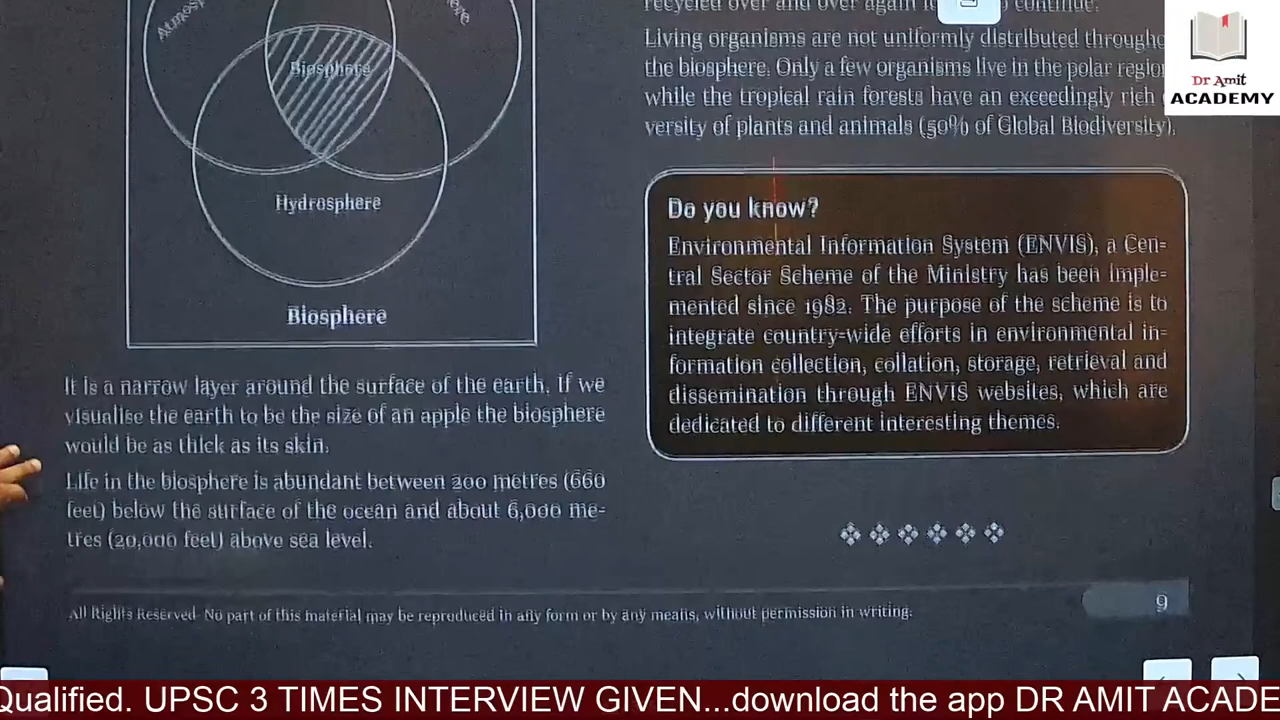 Biosphere
Hydrosphere
Biosphere
It is a narrow layer around the surface of the earth. If we
visualise the earth to be the size of an apple the biosphere
would be as thick as its skin.
Life in the biosphere is abundant between 200 metres (660
feet) below the surface of the ocean and about 6,000 me-
tres (20,000 feet) above sea level.
recycled over and over again continue.
Living organisms are not uniformly distributed througho
the biosphere. Only a few organisms live in the polar regio
while the tropical rain forests have an exceedingly rich
versity of plants and animals (50% of Global Biodiversity).
Do you know?
Environmental Information System (ENVIS), a Cen-
tral Sector Scheme of the Ministry has been imple-
mented since 1982. The purpose of the scheme is to
integrate country-wide efforts in environmental in-
formation collection, collation, storage, retrieval and
dissemination through ENVIS websites, which are
dedicated to different interesting themes.
All Rights Reserved- No part of this material may be reproduced in any form or by any means, without permission in writing.
9
Dr Amit
ACADEMY
Qualified. UPSC 3 TIMES INTERVIEW GIVEN...download the app DR AMIT ACADE